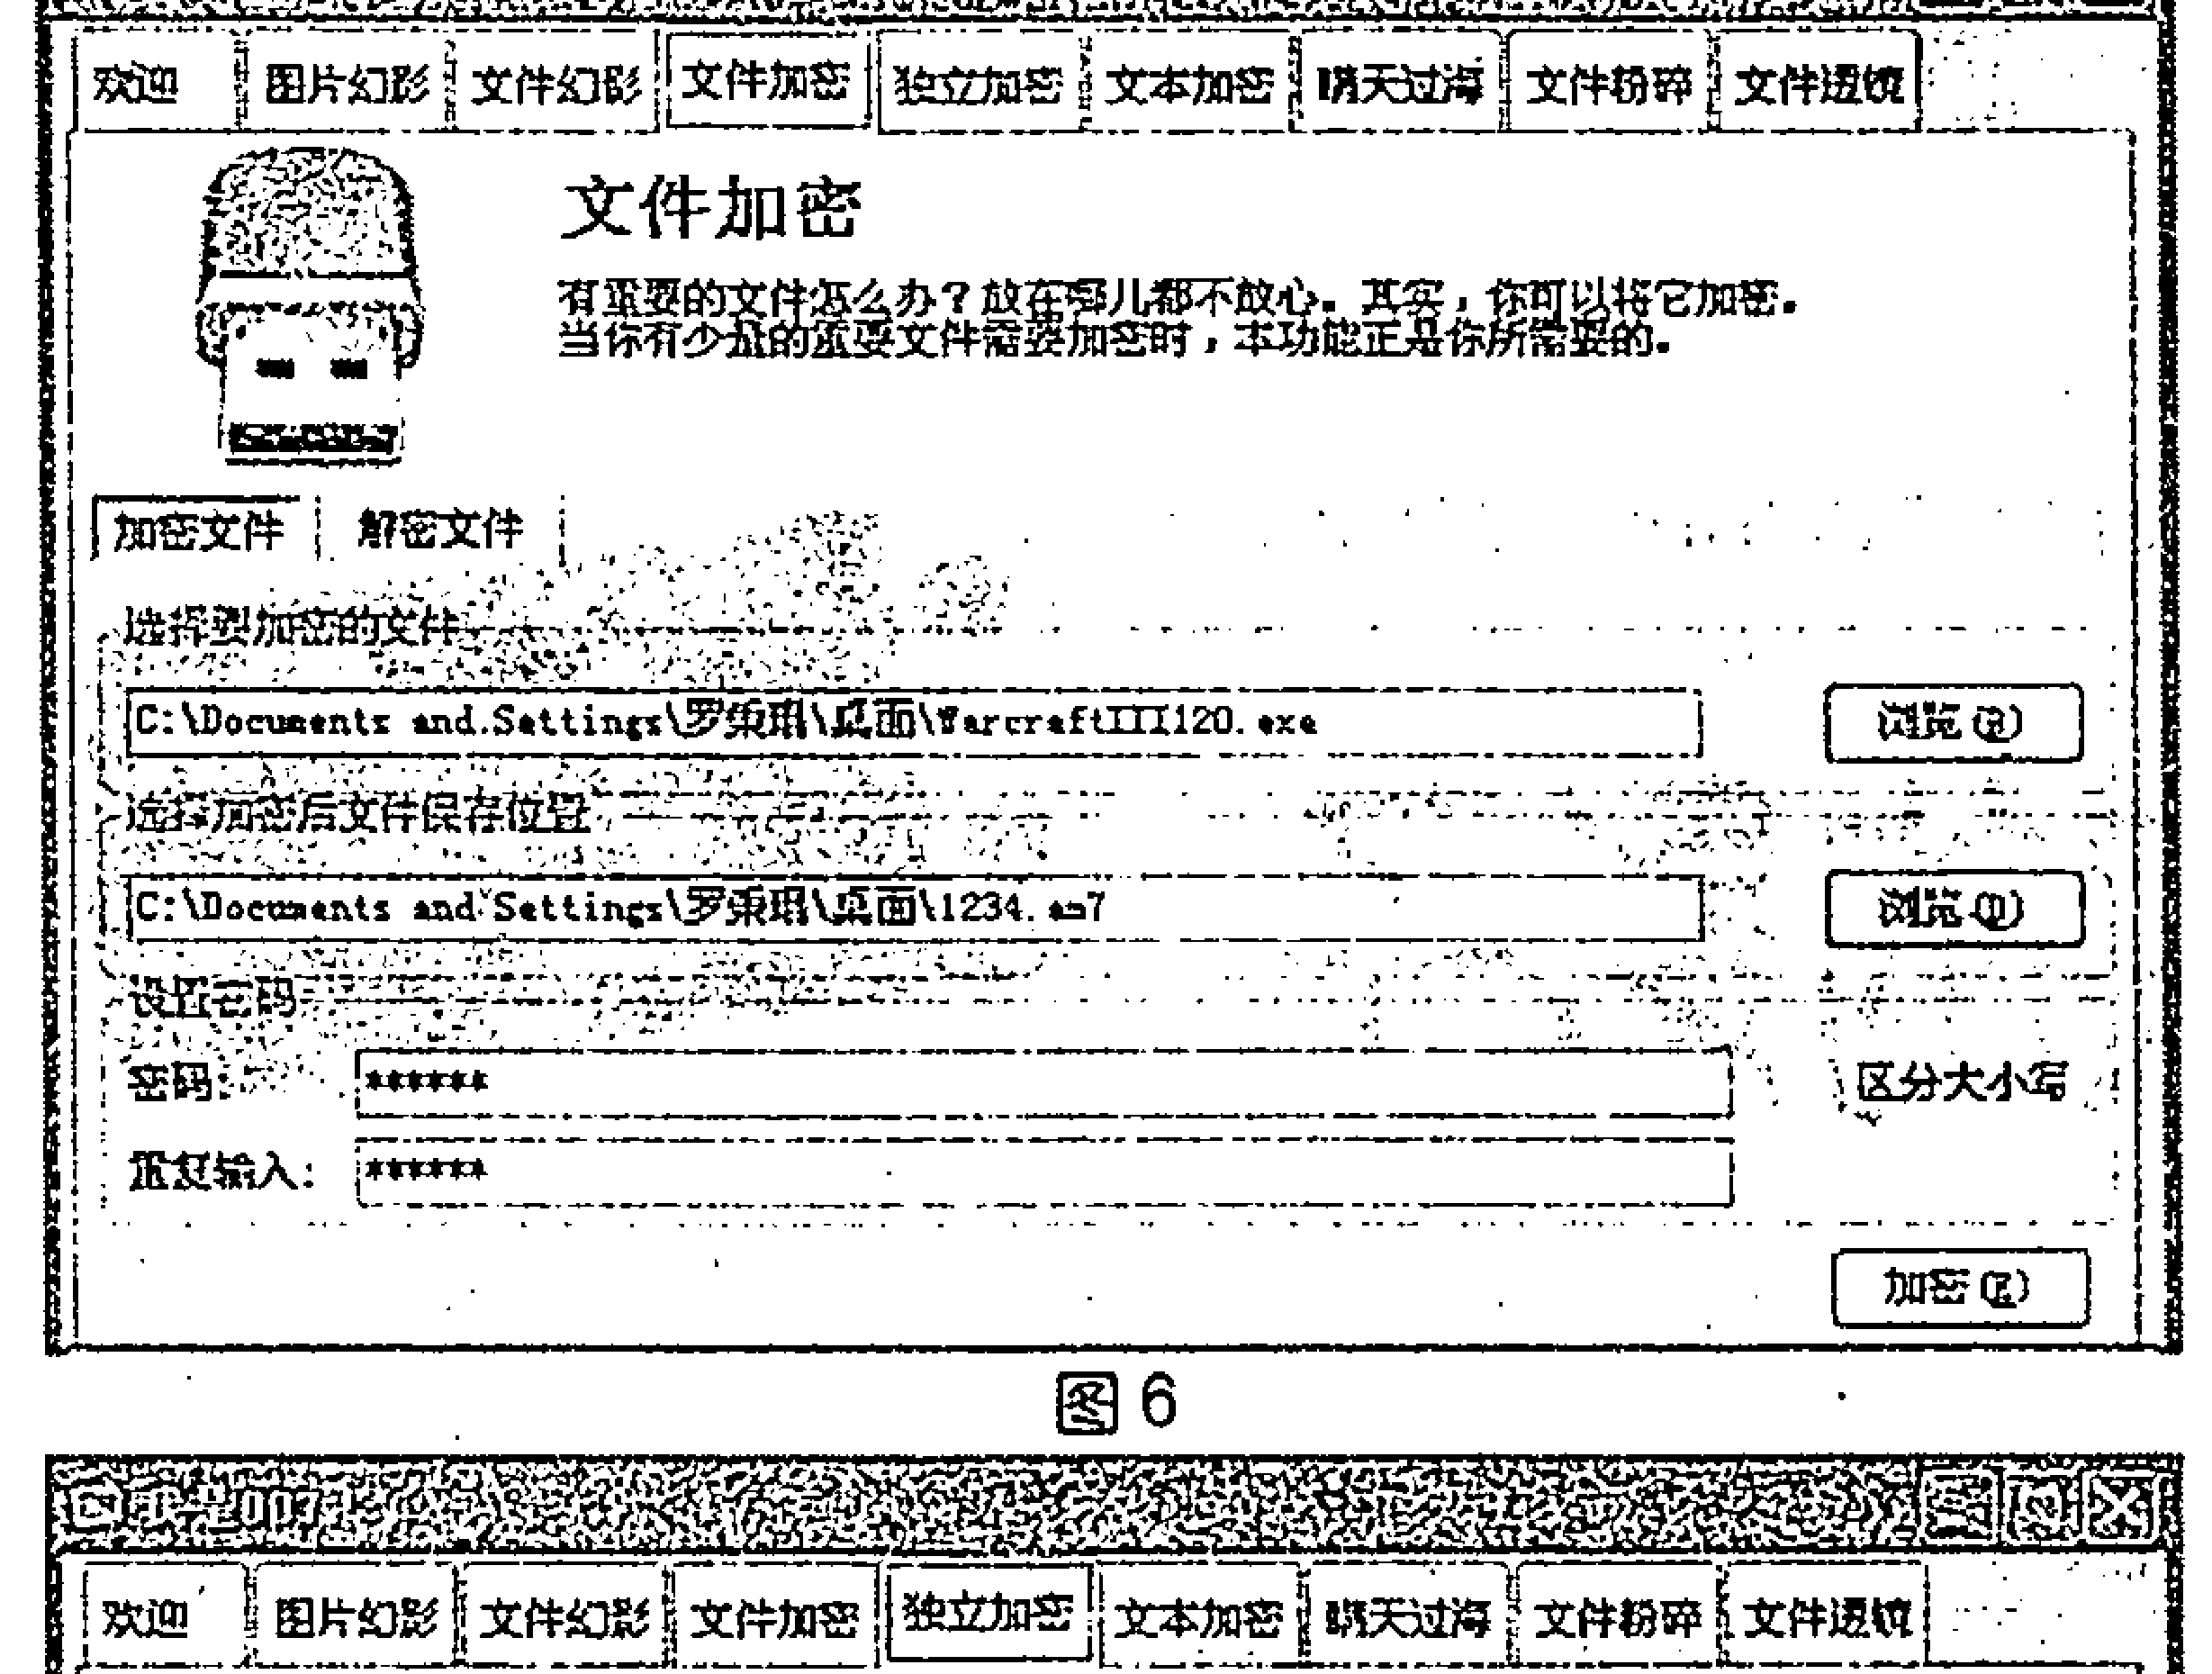 欢迎 图片幻影 文件幻影 文件加密 独立加密 文本加密 瞒天过海 文件粉碎 文件透镜
文件加密
有重要的文件怎么办？放在哪儿都不放心。其实，你可以将它加密。
当你有少量的重要文件需要加密时，本功能正是你所需要的。
加密文件 解密文件
选择要加密的文件
C:\Documents and Settings\罗秉琨\桌面\WarcraftIII120.exe 浏览(R)
选择加密后文件保存位置
C:\Documents and Settings\罗秉琨\桌面\1234.em7 浏览
设置密码
密码: ****** 区分大小写
重复输入: ******
加密
图 6
欢迎 图片幻影 文件幻影 文件加密 独立加密 文本加密 瞒天过海 文件粉碎 文件透镜